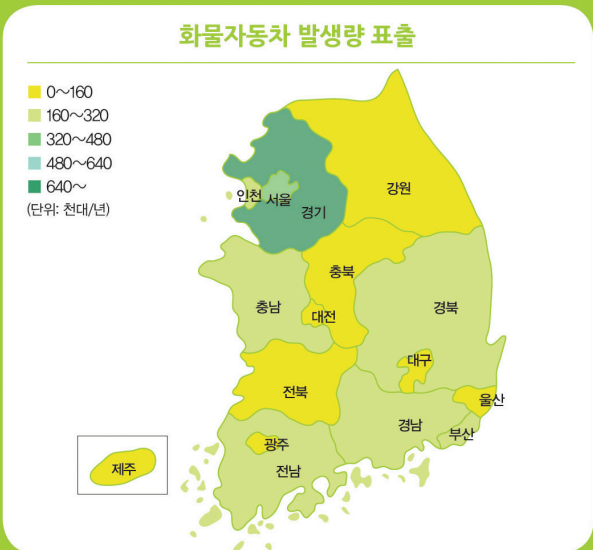 화물자동차 발생량 표출
0~160
160~320
320~480
480~640
640~
(단위: 천대/년)
강원
인천
서울
경기
충북
충남
대전
경북
대구
전북
울산
경남
부산
광주
전남
제주